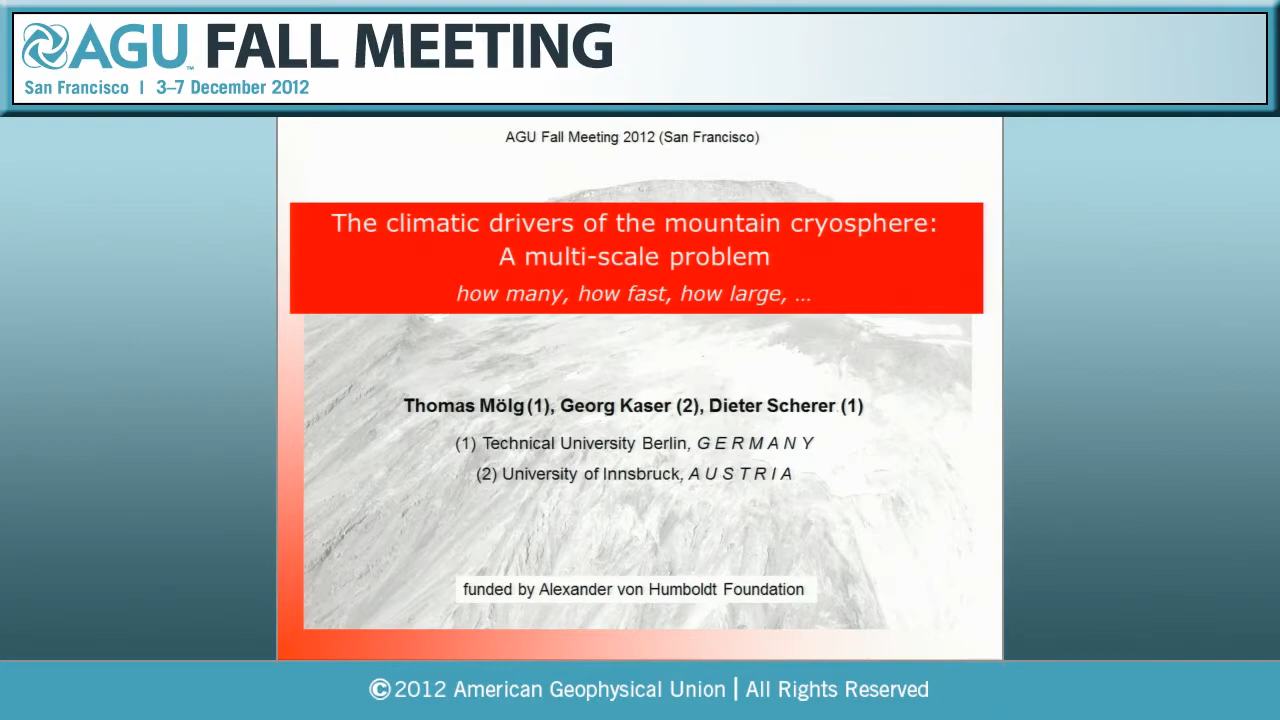 AGU™ FALL MEETING
San Francisco | 3–7 December 2012
AGU Fall Meeting 2012 (San Francisco)
The climatic drivers of the mountain cryosphere:
A multi-scale problem
how many, how fast, how large, ...
Thomas Mölg (1), Georg Kaser (2), Dieter Scherer (1)
(1) Technical University Berlin, G E R M A N Y
(2) University of Innsbruck, A U S T R I A
funded by Alexander von Humboldt Foundation
©2012 American Geophysical Union | All Rights Reserved